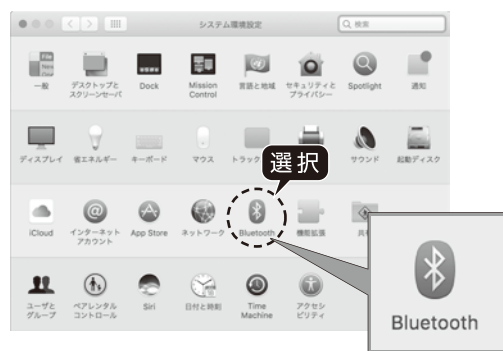 システム環境設定
検索
File
New
Open
一般
デスクトップと
スクリーンセーバ
Dock
Mission
Control
言語と地域
セキュリティと
プライバシー
Spotlight
通知
ディスプレイ
省エネルギー
キーボード
マウス
トラック
サウンド
起動ディスク
選択
iCloud
インターネット
アカウント
App Store
ネットワーク
Bluetooth
機能拡張
共有
Bluetooth
ユーザと
グループ
ペアレンタル
コントロール
Siri
日付と時刻
Time
Machine
アクセシ
ビリティ